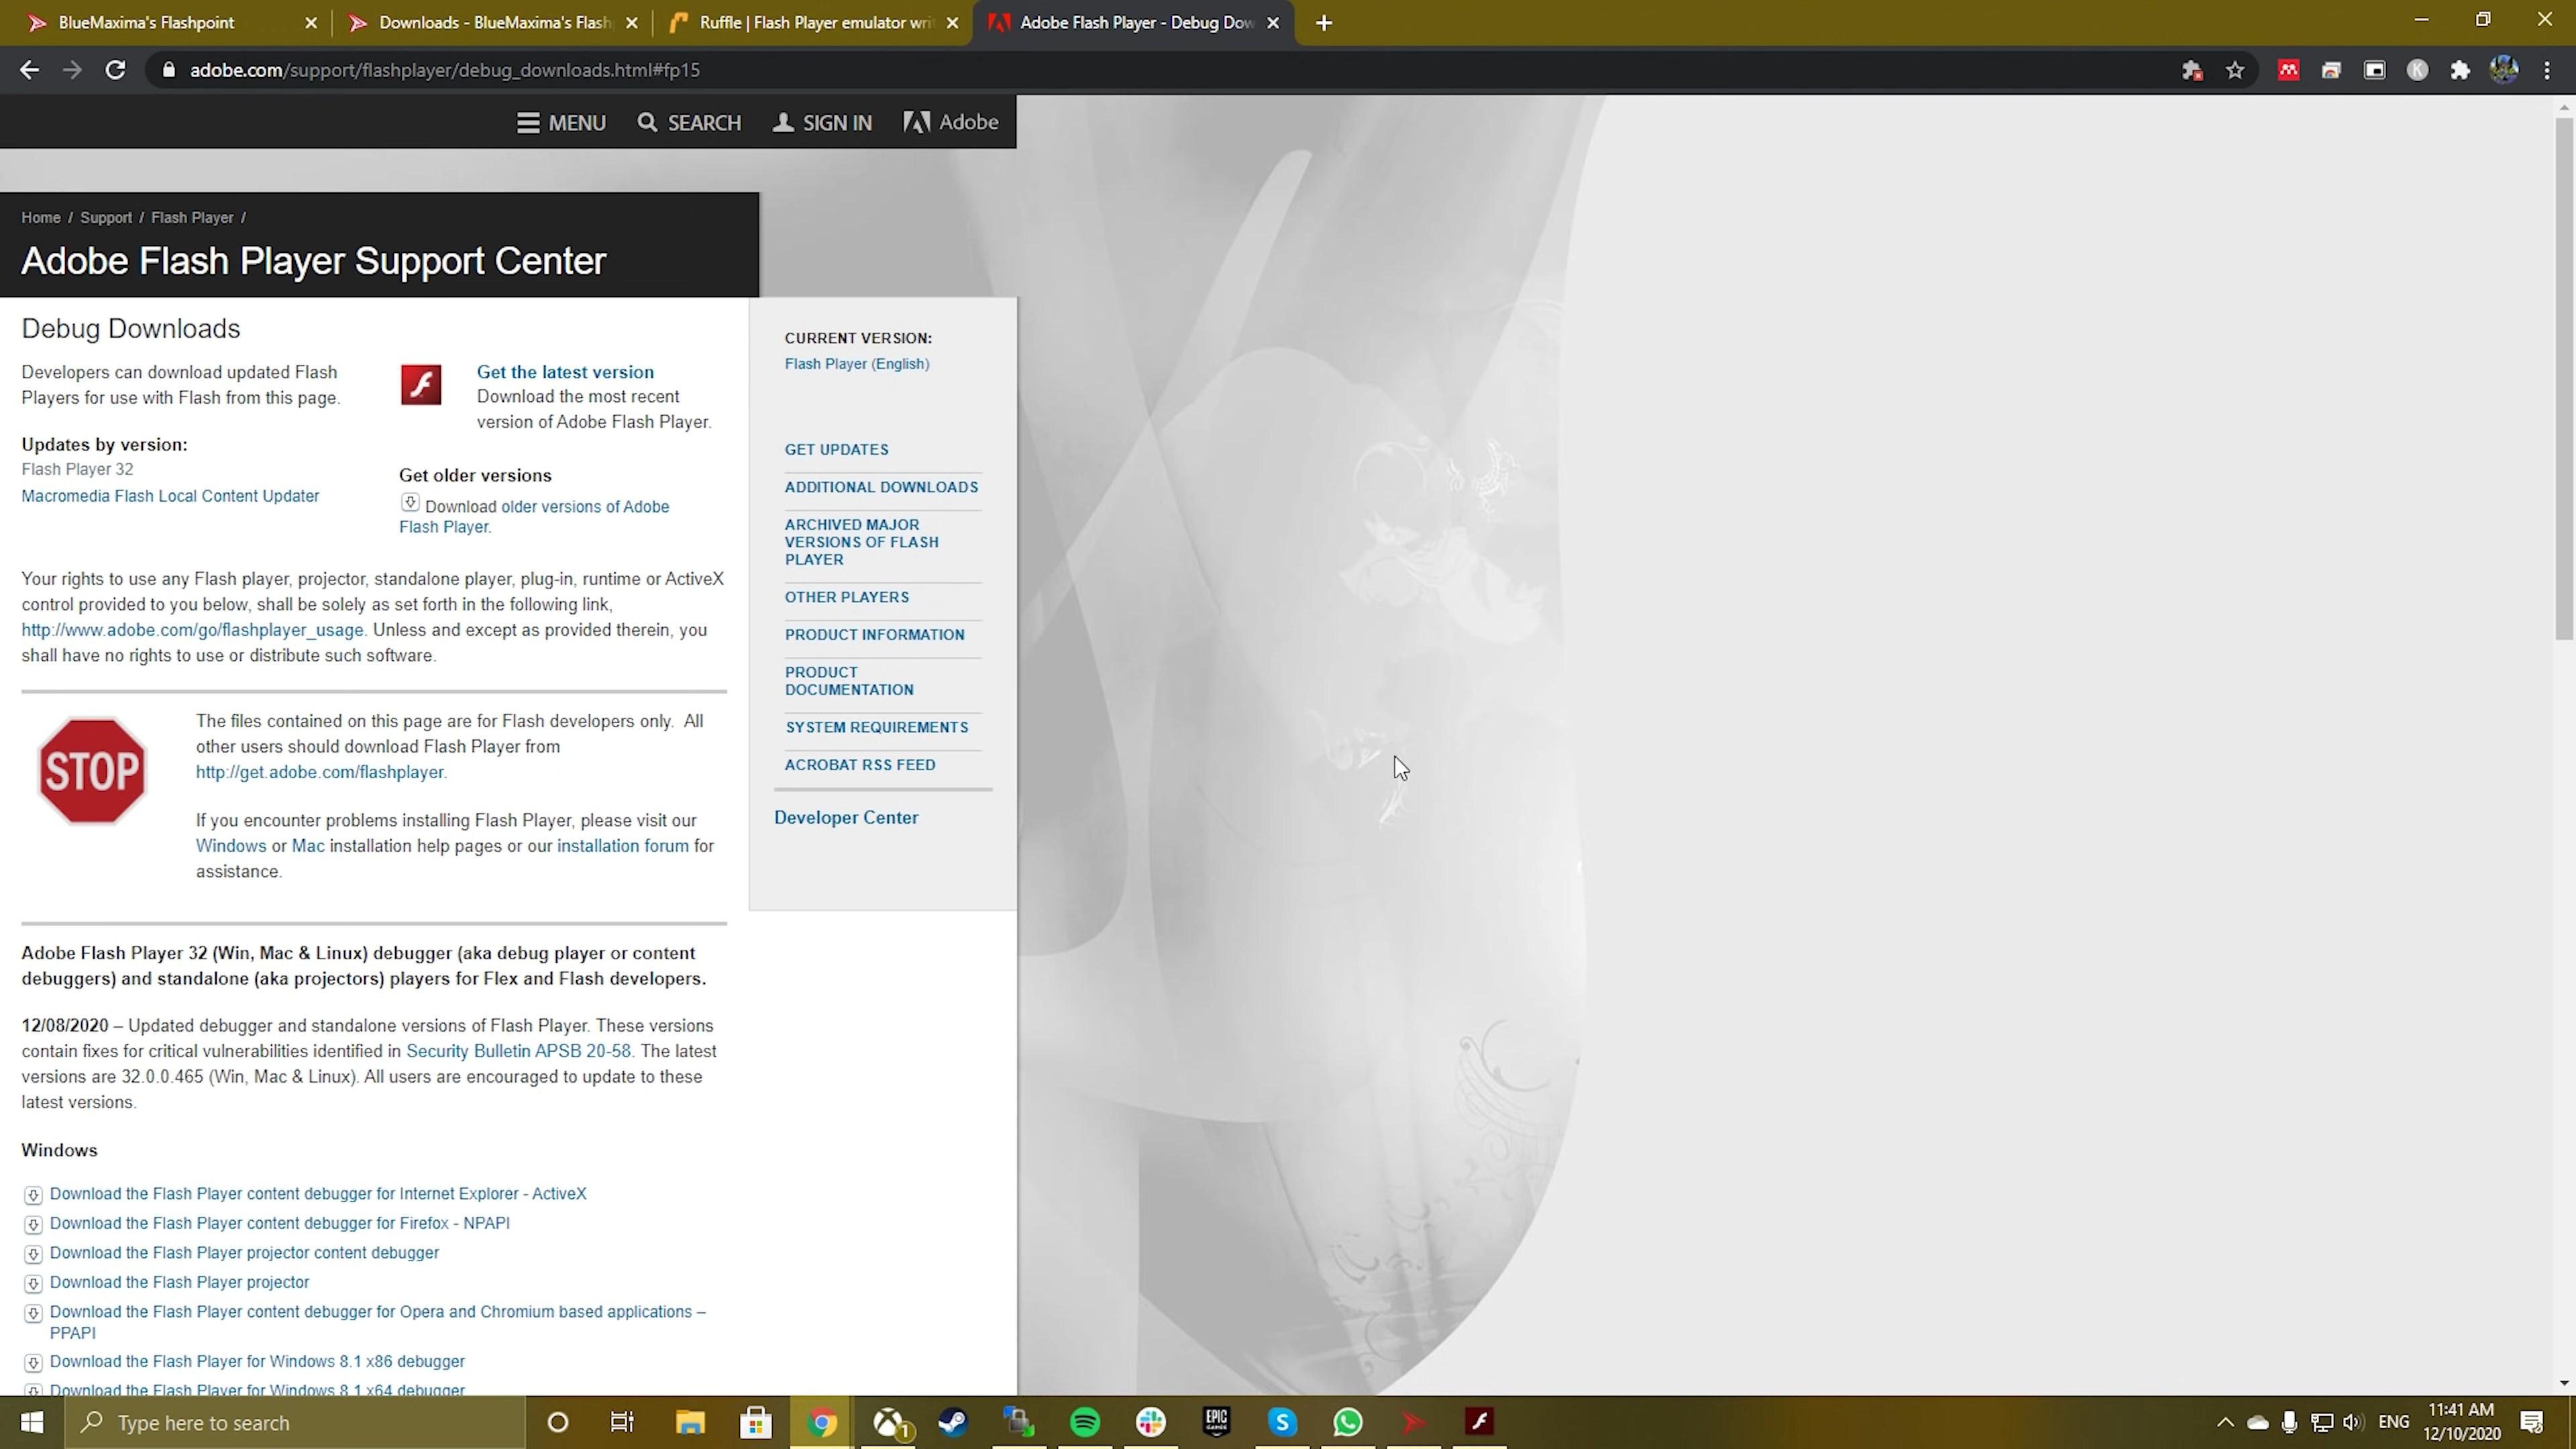 BlueMaxima's Flashpoint
Downloads - BlueMaxima's Flash
Ruffle | Flash Player emulator wri
Adobe Flash Player - Debug Dow
adobe.com/support/flashplayer/debug_downloads.html#fp15
MENU
SEARCH
SIGN IN
Adobe
Home / Support / Flash Player /
Adobe Flash Player Support Center
Debug Downloads
Developers can download updated Flash
Players for use with Flash from this page.
Updates by version:
Flash Player 32
Macromedia Flash Local Content Updater
Get the latest version
Download the most recent
version of Adobe Flash Player.
Get older versions
Download older versions of Adobe
Flash Player.
Your rights to use any Flash player, projector, standalone player, plug-in, runtime or ActiveX
control provided to you below, shall be solely as set forth in the following link,
http://www.adobe.com/go/flashplayer_usage. Unless and except as provided therein, you
shall have no rights to use or distribute such software.
STOP
The files contained on this page are for Flash developers only. All
other users should download Flash Player from
http://get.adobe.com/flashplayer.
If you encounter problems installing Flash Player, please visit our
Windows or Mac installation help pages or our installation forum for
assistance.
Adobe Flash Player 32 (Win, Mac & Linux) debugger (aka debug player or content
debuggers) and standalone (aka projectors) players for Flex and Flash developers.
12/08/2020 – Updated debugger and standalone versions of Flash Player. These versions
contain fixes for critical vulnerabilities identified in Security Bulletin APSB 20-58. The latest
versions are 32.0.0.465 (Win, Mac & Linux). All users are encouraged to update to these
latest versions.
Windows
Download the Flash Player content debugger for Internet Explorer - ActiveX
Download the Flash Player content debugger for Firefox - NPAPI
Download the Flash Player projector content debugger
Download the Flash Player projector
Download the Flash Player content debugger for Opera and Chromium based applications –
PPAPI
Download the Flash Player for Windows 8.1 x86 debugger
Download the Flash Player for Windows 8.1 x64 debugger
CURRENT VERSION:
Flash Player (English)
GET UPDATES
ADDITIONAL DOWNLOADS
ARCHIVED MAJOR
VERSIONS OF FLASH
PLAYER
OTHER PLAYERS
PRODUCT INFORMATION
PRODUCT
DOCUMENTATION
SYSTEM REQUIREMENTS
ACROBAT RSS FEED
Developer Center
Type here to search
1
EPIC
GAMES
ENG
11:41 AM
12/10/2020